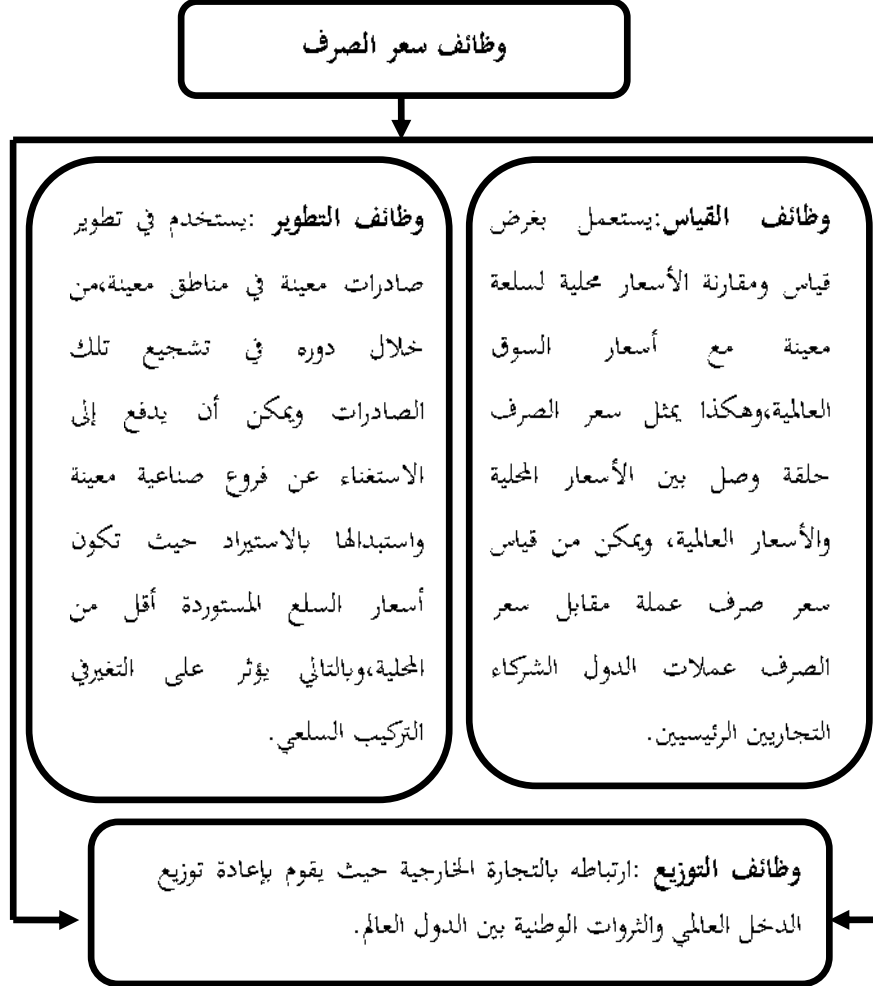 وظائف سعر الصرف
وظائف القياس:يستعمل بغرض
قياس ومقارنة الأسعار محلية لسلعة
معينة مع أسعار السوق
العالمية،وهكذا يمثل سعر الصرف
حلقة وصل بين الأسعار المحلية
والأسعار العالمية، ويمكن من قياس
سعر صرف عملة مقابل سعر
الصرف عملات الدول الشركاء
التجاريين الرئيسيين.
وظائف التطوير :يستخدم في تطوير
صادرات معينة في مناطق معينة،من
خلال دوره في تشجيع تلك
الصادرات ويمكن أن يدفع إلى
الاستغناء عن فروع صناعية معينة
واستبدالها بالاستيراد حيث تكون
أسعار السلع المستوردة أقل من
المحلية،وبالتالي يؤثر على التغيرفي
التركيب السلعي.
وظائف التوزيع :ارتباطه بالتجارة الخارجية حيث يقوم بإعادة توزيع
الدخل العالمي والثروات الوطنية بين الدول العالم.